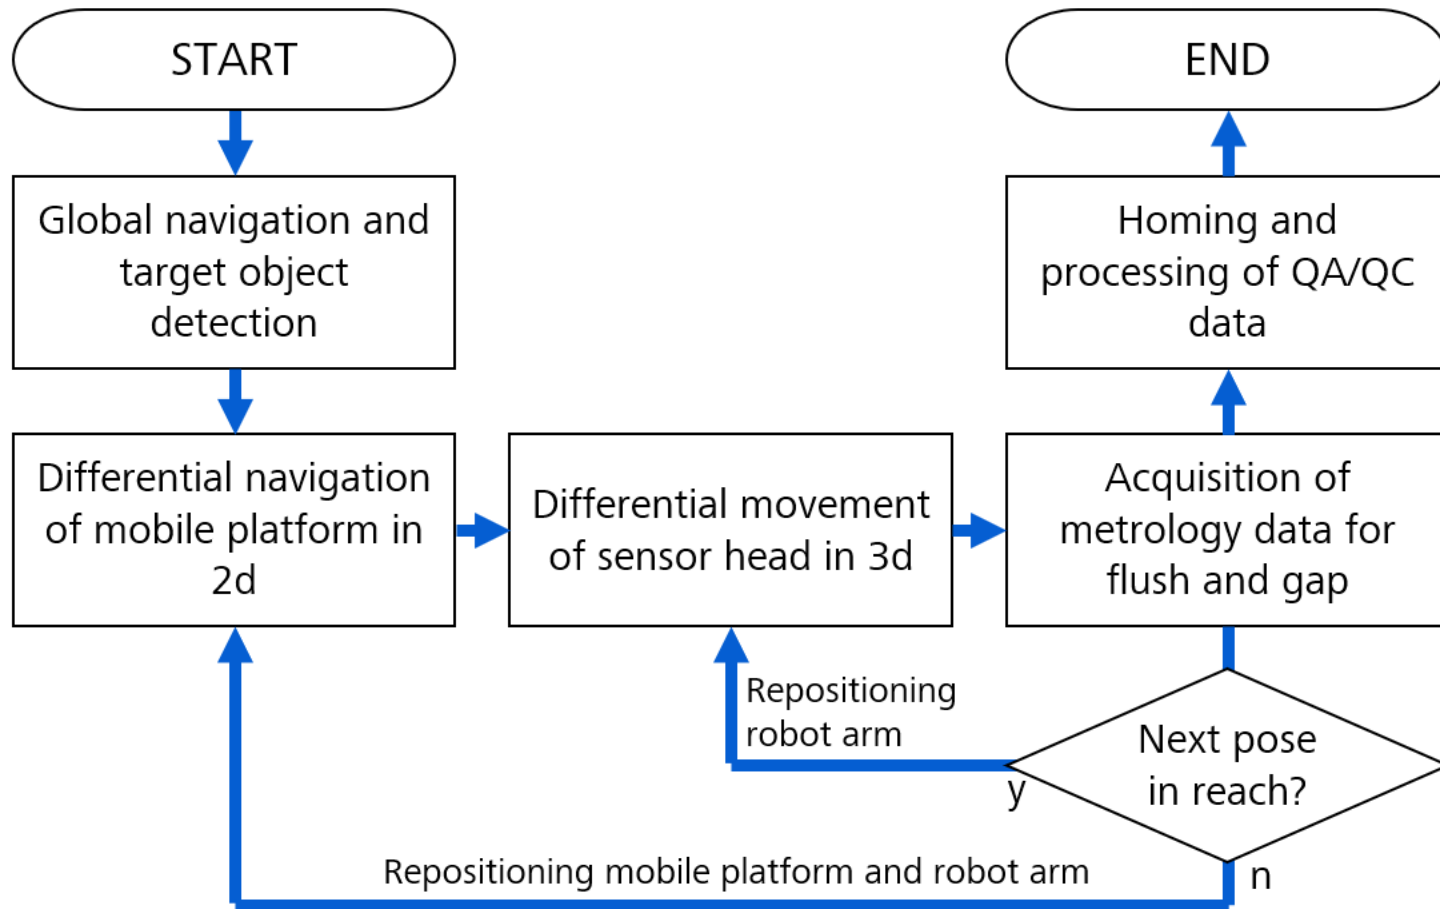 START
Global navigation and
target object
detection
Differential navigation
of mobile platform in
2d
Differential movement
of sensor head in 3d
Acquisition of
metrology data for
flush and gap
Homing and
processing of QA/QC
data
END
Next pose
in reach?
y
Repositioning
robot arm
n
Repositioning mobile platform and robot arm